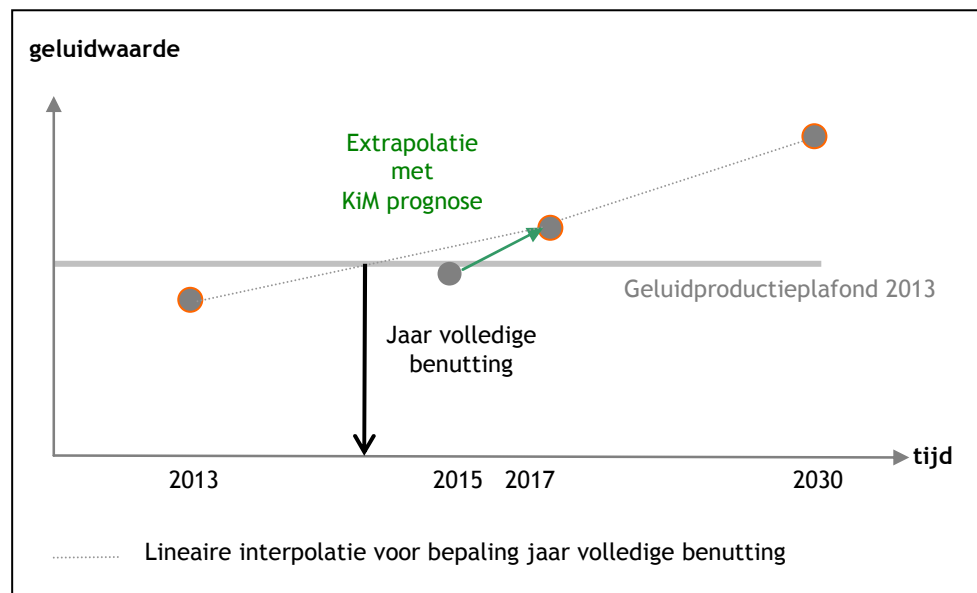 geluidwaarde
Extrapolatie
met
KiM prognose
Geluidproductieplafond 2013
Jaar volledige
benutting
tijd
2013 2015 2017 2030
Lineaire interpolatie voor bepaling jaar volledige benutting